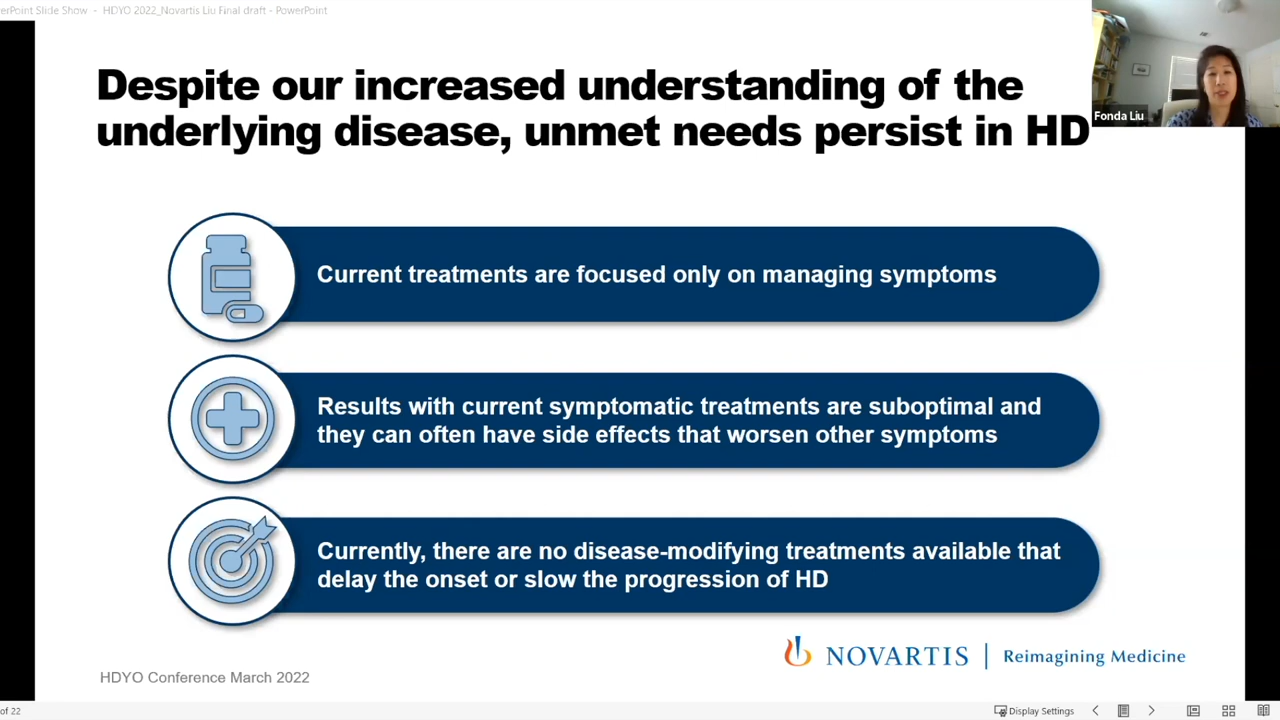 erPoint Slide Show - HDYO 2022_Novartis Liu Final draft - PowerPoint
Despite our increased understanding of the
underlying disease, unmet needs persist in HD
Fonda Liu
Current treatments are focused only on managing symptoms
Results with current symptomatic treatments are suboptimal and
they can often have side effects that worsen other symptoms
Currently, there are no disease-modifying treatments available that
delay the onset or slow the progression of HD
NOVARTIS | Reimagining Medicine
HDYO Conference March 2022
of 22
Display Settings